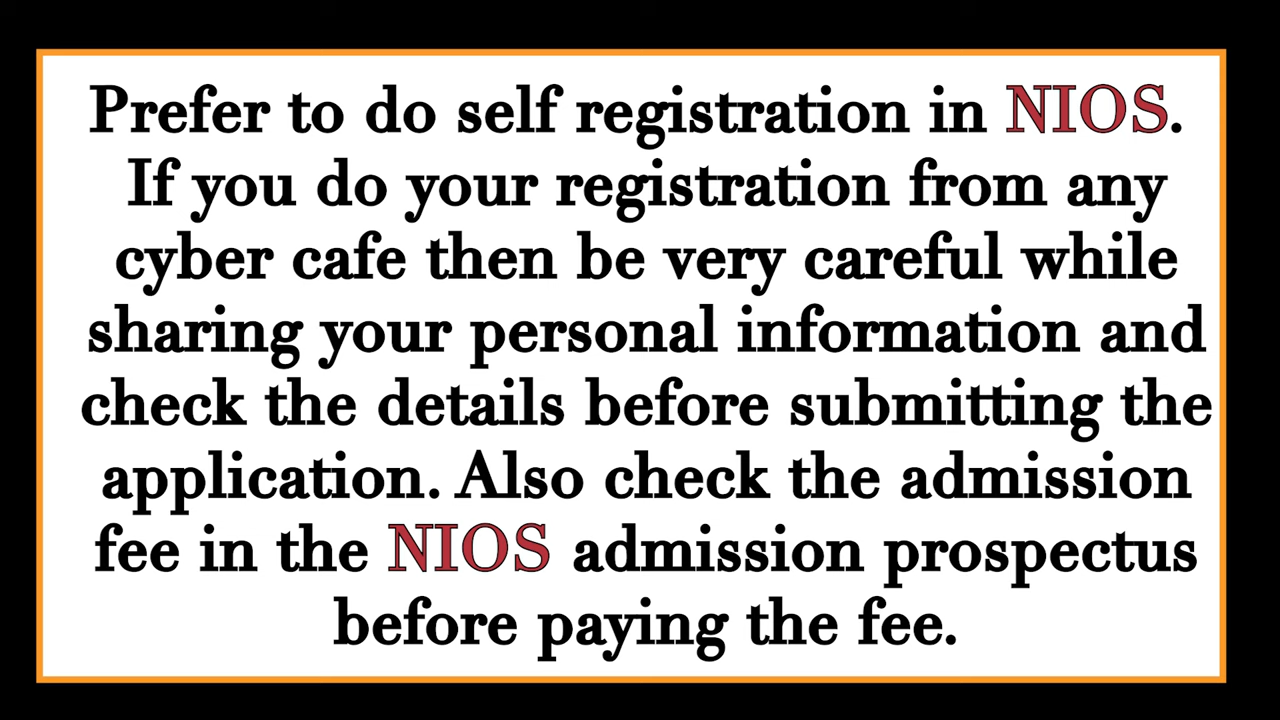 Prefer to do self registration in NIOS.
If you do your registration from any
cyber cafe then be very careful while
sharing your personal information and
check the details before submitting the
application. Also check the admission
fee in the NIOS admission prospectus
before paying the fee.